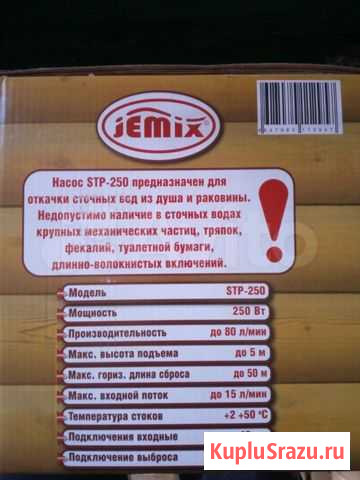 JEMIX®
Насос STP-250 предназначен для
откачки сточных вод из душа и раковины.
Недопустимо наличие в сточных водах
крупных механических частиц, тряпок,
фекалий, туалетной бумаги,
длинно-волокнистых включений.
!
Модель STP-250
Мощность 250 Вт
Производительность до 80 л/мин
Макс. высота подъема до 5 м
Макс. гориз. длина сброса до 50 м
Макс. входной поток до 15 л/мин
Температура стоков +2 +50 °C
Подключения входные
Подключение выброса
KupluSrazu.ru